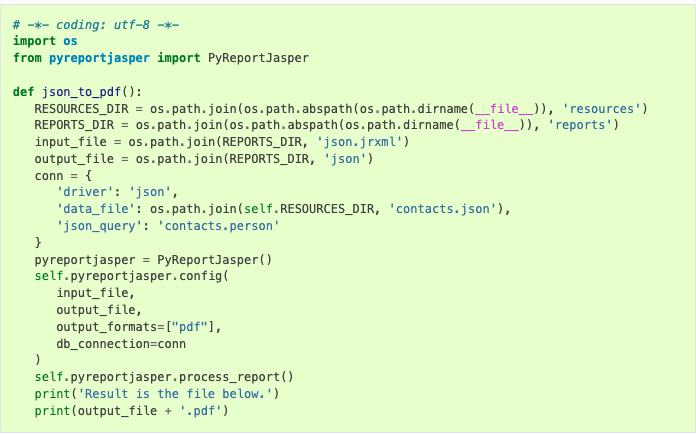 # -*- coding: utf-8 -*-
import os
from pyreportjasper import PyReportJasper

def json_to_pdf():
   RESOURCES_DIR = os.path.join(os.path.abspath(os.path.dirname(__file__)), 'resources')
   REPORTS_DIR = os.path.join(os.path.abspath(os.path.dirname(__file__)), 'reports')
   input_file = os.path.join(REPORTS_DIR, 'json.jrxml')
   output_file = os.path.join(REPORTS_DIR, 'json')
   conn = {
      'driver': 'json',
      'data_file': os.path.join(self.RESOURCES_DIR, 'contacts.json'),
      'json_query': 'contacts.person'
   }
   pyreportjasper = PyReportJasper()
   self.pyreportjasper.config(
      input_file,
      output_file,
      output_formats=["pdf"],
      db_connection=conn
   )
   self.pyreportjasper.process_report()
   print('Result is the file below.')
   print(output_file + '.pdf')